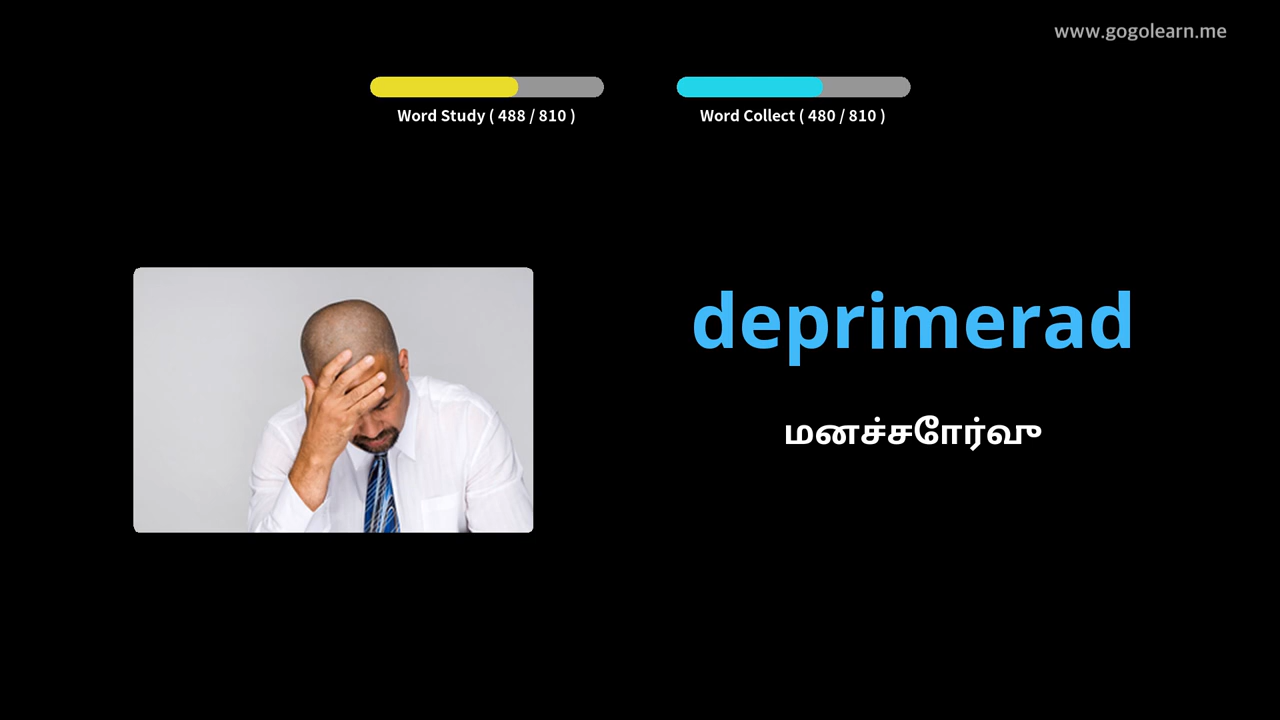 www.gogolearn.me
Word Study ( 488 / 810 )
Word Collect ( 480 / 810 )
deprimerad
மனச்சோர்வு